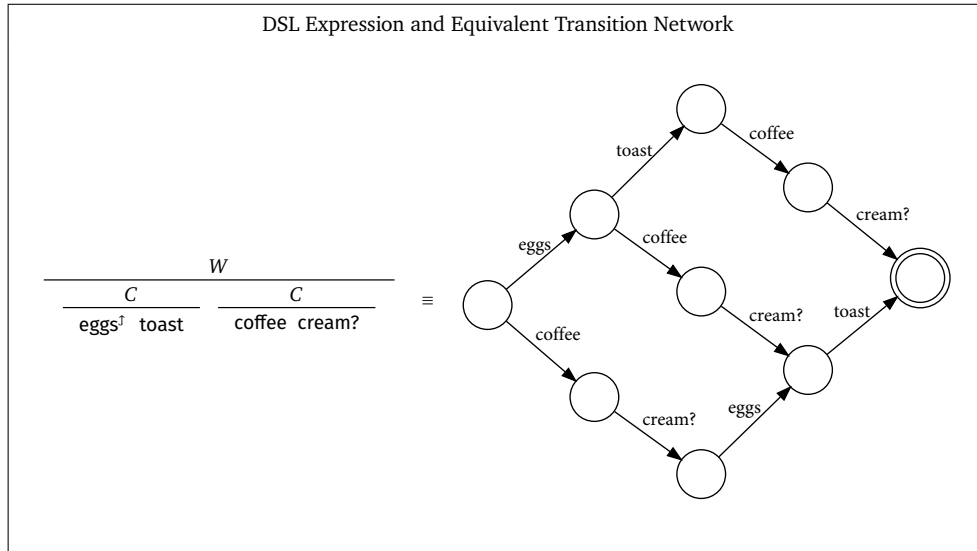 DSL Expression and Equivalent Transition Network
W
C C
eggs⤴ toast coffee cream?
≡
toast
coffee
cream?
eggs
coffee
cream?
toast
coffee
cream?
eggs